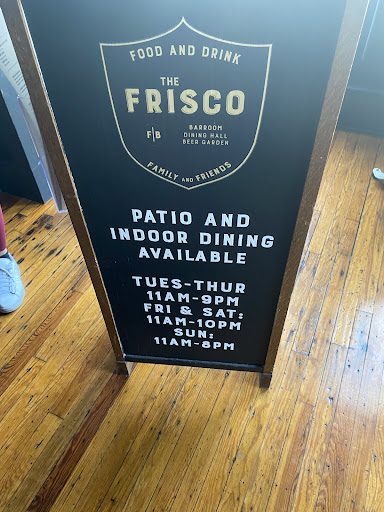 FOOD AND DRINK
THE
FRISCO
F|B
BARROOM
DINING HALL
BEER GARDEN
FAMILY AND FRIENDS
PATIO AND
INDOOR DINING
AVAILABLE
TUES-THUR
11AM-9PM
FRI & SAT:
11AM-10PM
SUN:
11AM-8PM